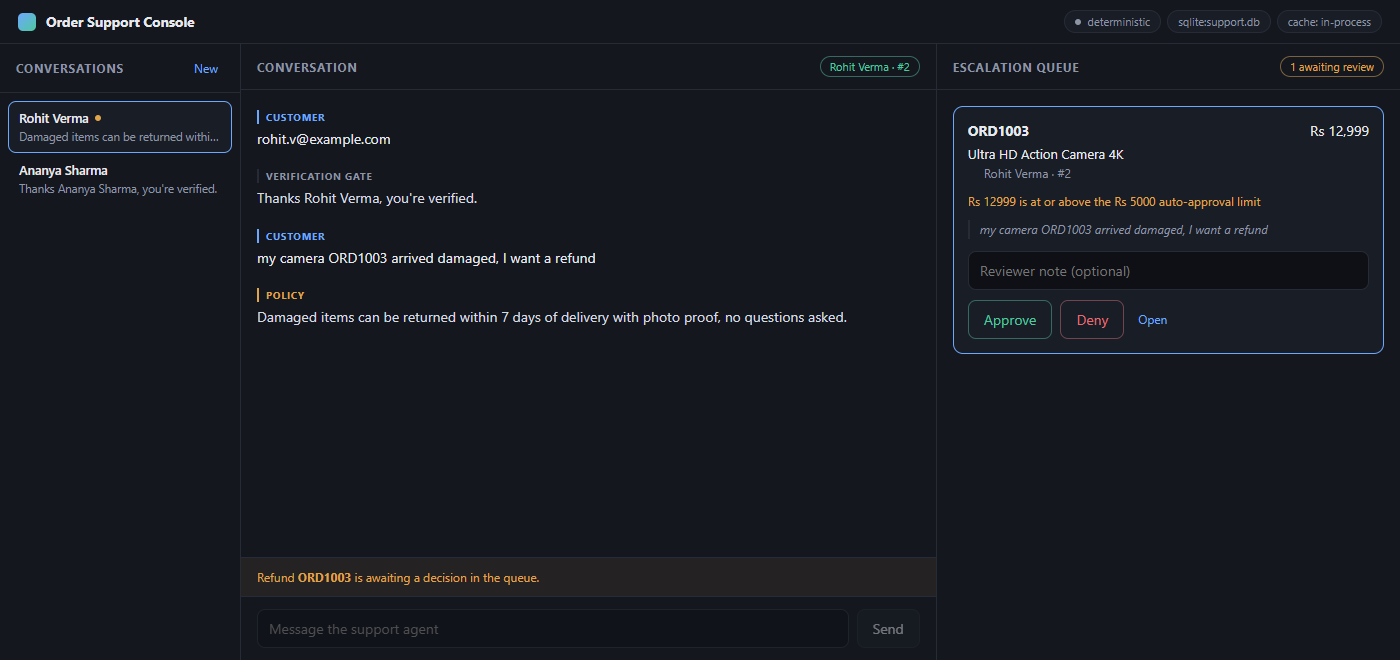 Order Support Console
deterministic
sqlite:support.db
cache: in-process
CONVERSATIONS
New
Rohit Verma
Damaged items can be returned withi...
Ananya Sharma
Thanks Ananya Sharma, you're verified.
CONVERSATION
Rohit Verma · #2
CUSTOMER
rohit.v@example.com
VERIFICATION GATE
Thanks Rohit Verma, you're verified.
CUSTOMER
my camera ORD1003 arrived damaged, I want a refund
POLICY
Damaged items can be returned within 7 days of delivery with photo proof, no questions asked.
Refund ORD1003 is awaiting a decision in the queue.
Message the support agent
Send
ESCALATION QUEUE
1 awaiting review
ORD1003
Rs 12,999
Ultra HD Action Camera 4K
Rohit Verma · #2
Rs 12999 is at or above the Rs 5000 auto-approval limit
my camera ORD1003 arrived damaged, I want a refund
Reviewer note (optional)
Approve
Deny
Open